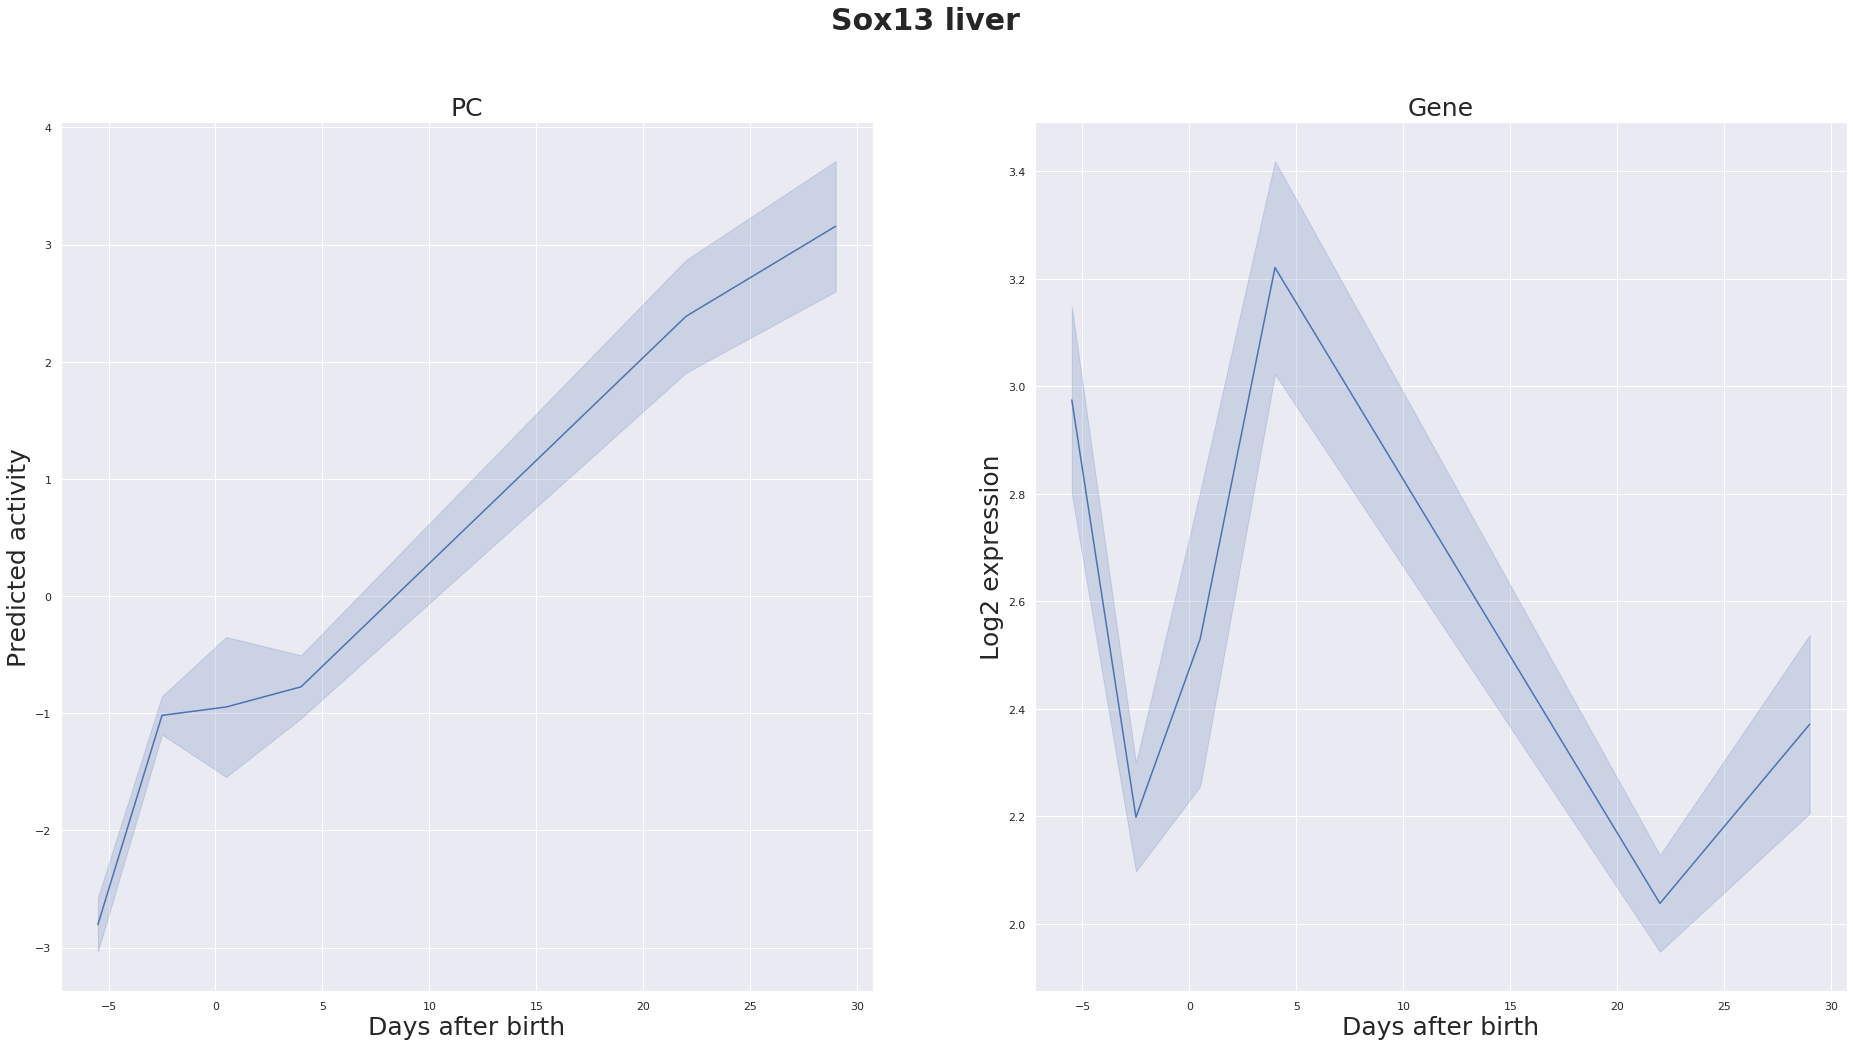 Sox13 liver
PC
Predicted activity
4
3
2
1
0
−1
−2
−3
−5 0 5 10 15 20 25 30
Days after birth
Gene
Log2 expression
3.4
3.2
3.0
2.8
2.6
2.4
2.2
2.0
−5 0 5 10 15 20 25 30
Days after birth